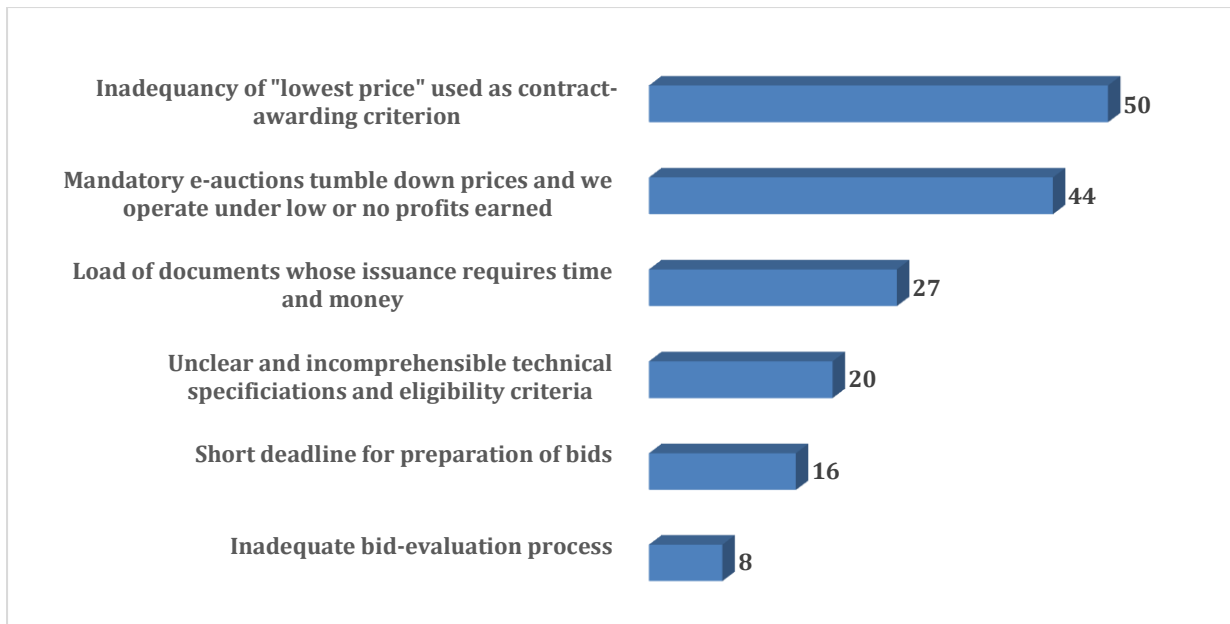 Inadequancy of "lowest price" used as contract-
awarding criterion
50
Mandatory e-auctions tumble down prices and we
operate under low or no profits earned
44
Load of documents whose issuance requires time
and money
27
Unclear and incomprehensible technical
specificiations and eligibility criteria
20
Short deadline for preparation of bids
16
Inadequate bid-evaluation process
8